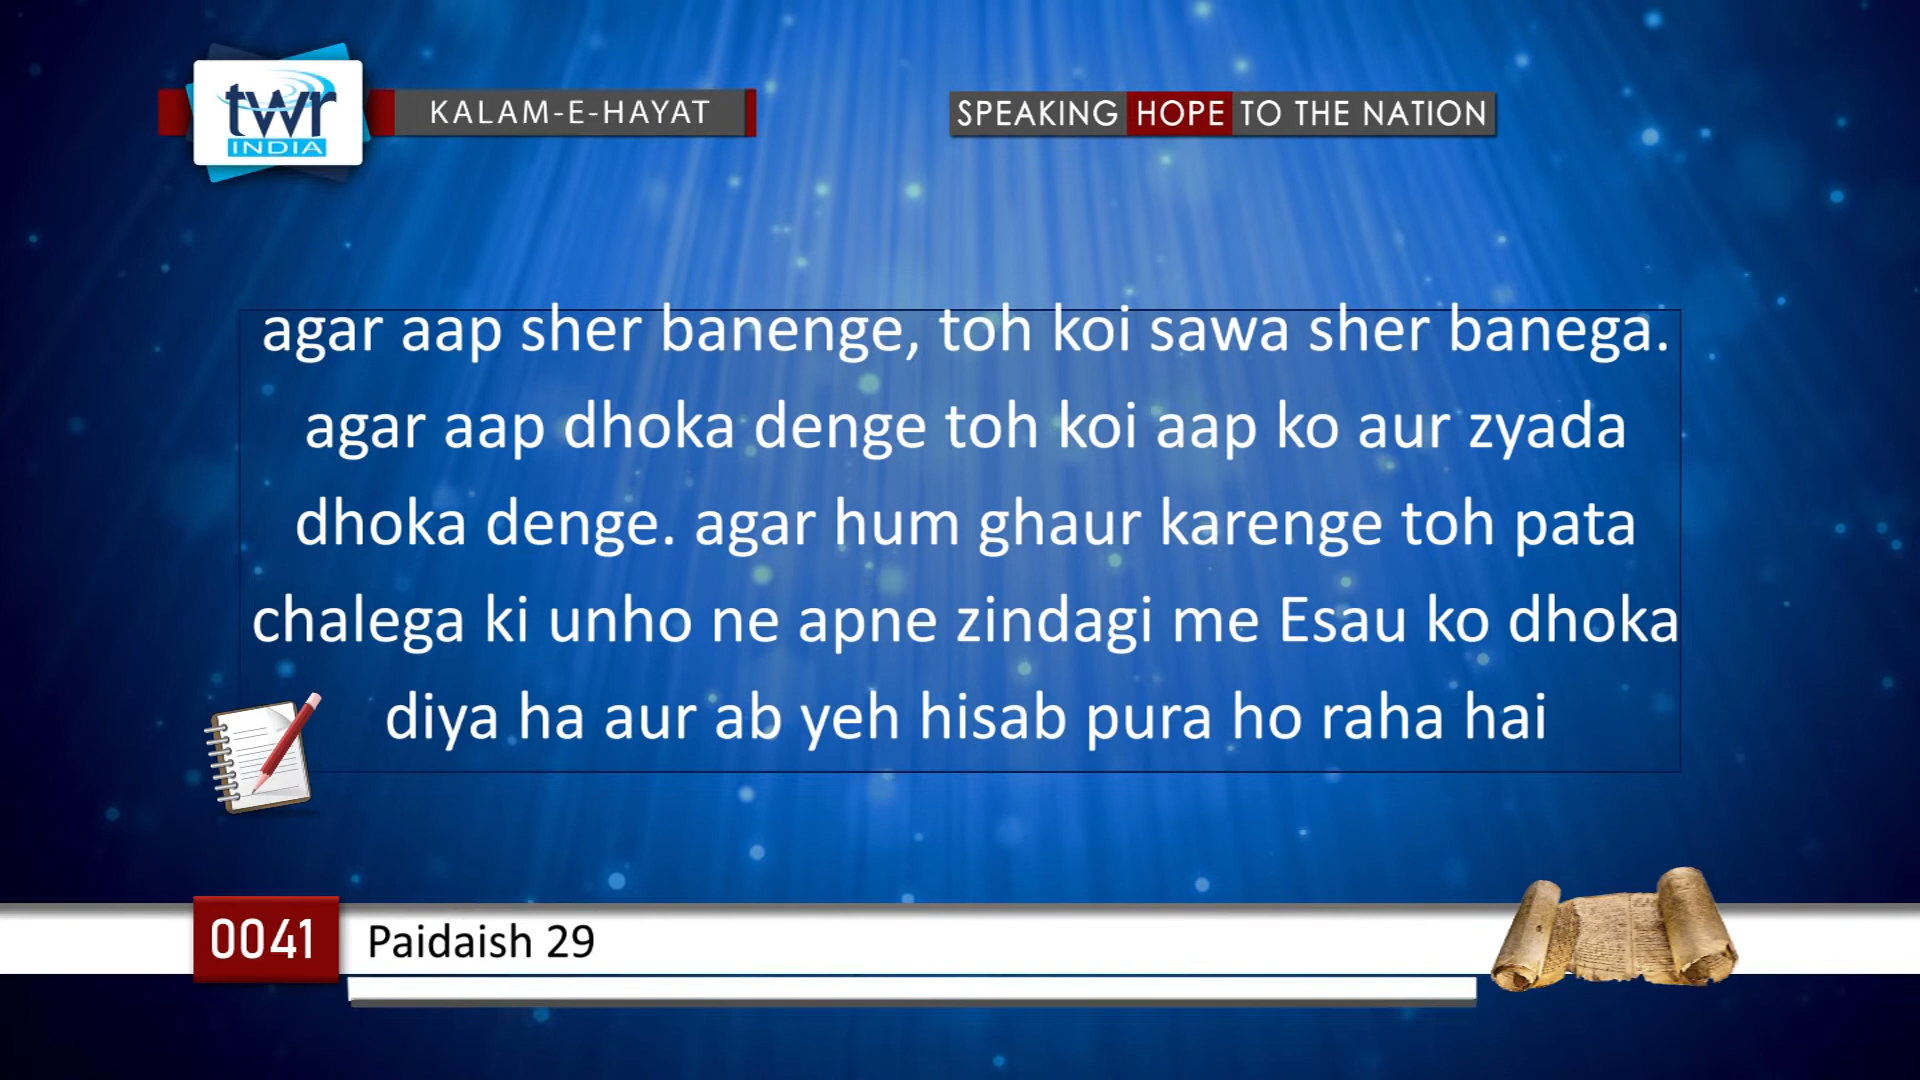 twr
INDIA
KALAM-E-HAYAT
SPEAKING HOPE TO THE NATION
agar aap sher banenge, toh koi sawa sher banega.
agar aap dhoka denge toh koi aap ko aur zyada
dhoka denge. agar hum ghaur karenge toh pata
chalega ki unho ne apne zindagi me Esau ko dhoka
diya ha aur ab yeh hisab pura ho raha hai
0041
Paidaish 29